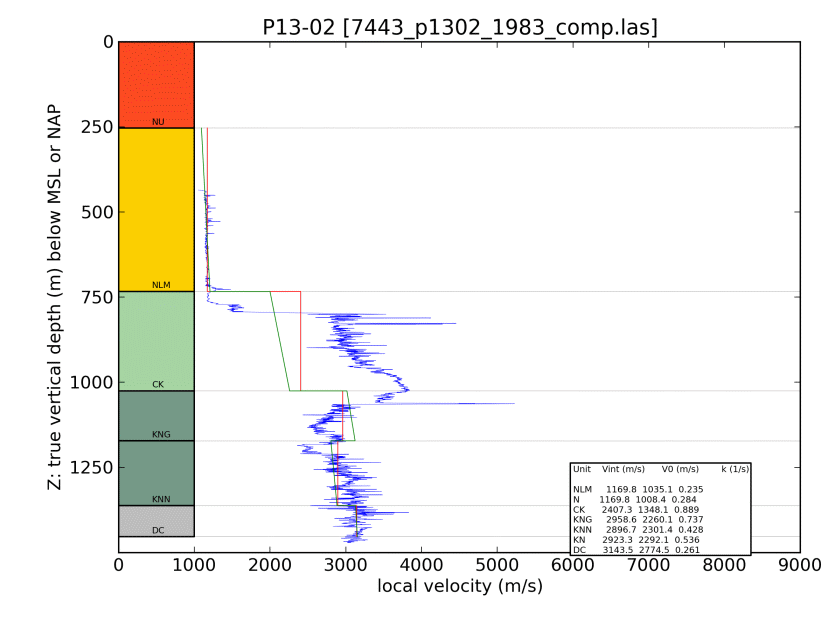 P13-02 [7443_p1302_1983_comp.las]
Z: true vertical depth (m) below MSL or NAP
0
250
500
750
1000
1250
NU
NLM
CK
KNG
KNN
DC
Unit Vint (m/s) V0 (m/s) k (1/s)
NLM 1169.8 1035.1 0.235
N 1169.8 1008.4 0.284
CK 2407.3 1348.1 0.889
KNG 2958.6 2260.1 0.737
KNN 2896.7 2301.4 0.428
KN 2923.3 2292.1 0.536
DC 3143.5 2774.5 0.261
0 1000 2000 3000 4000 5000 6000 7000 8000 9000
local velocity (m/s)